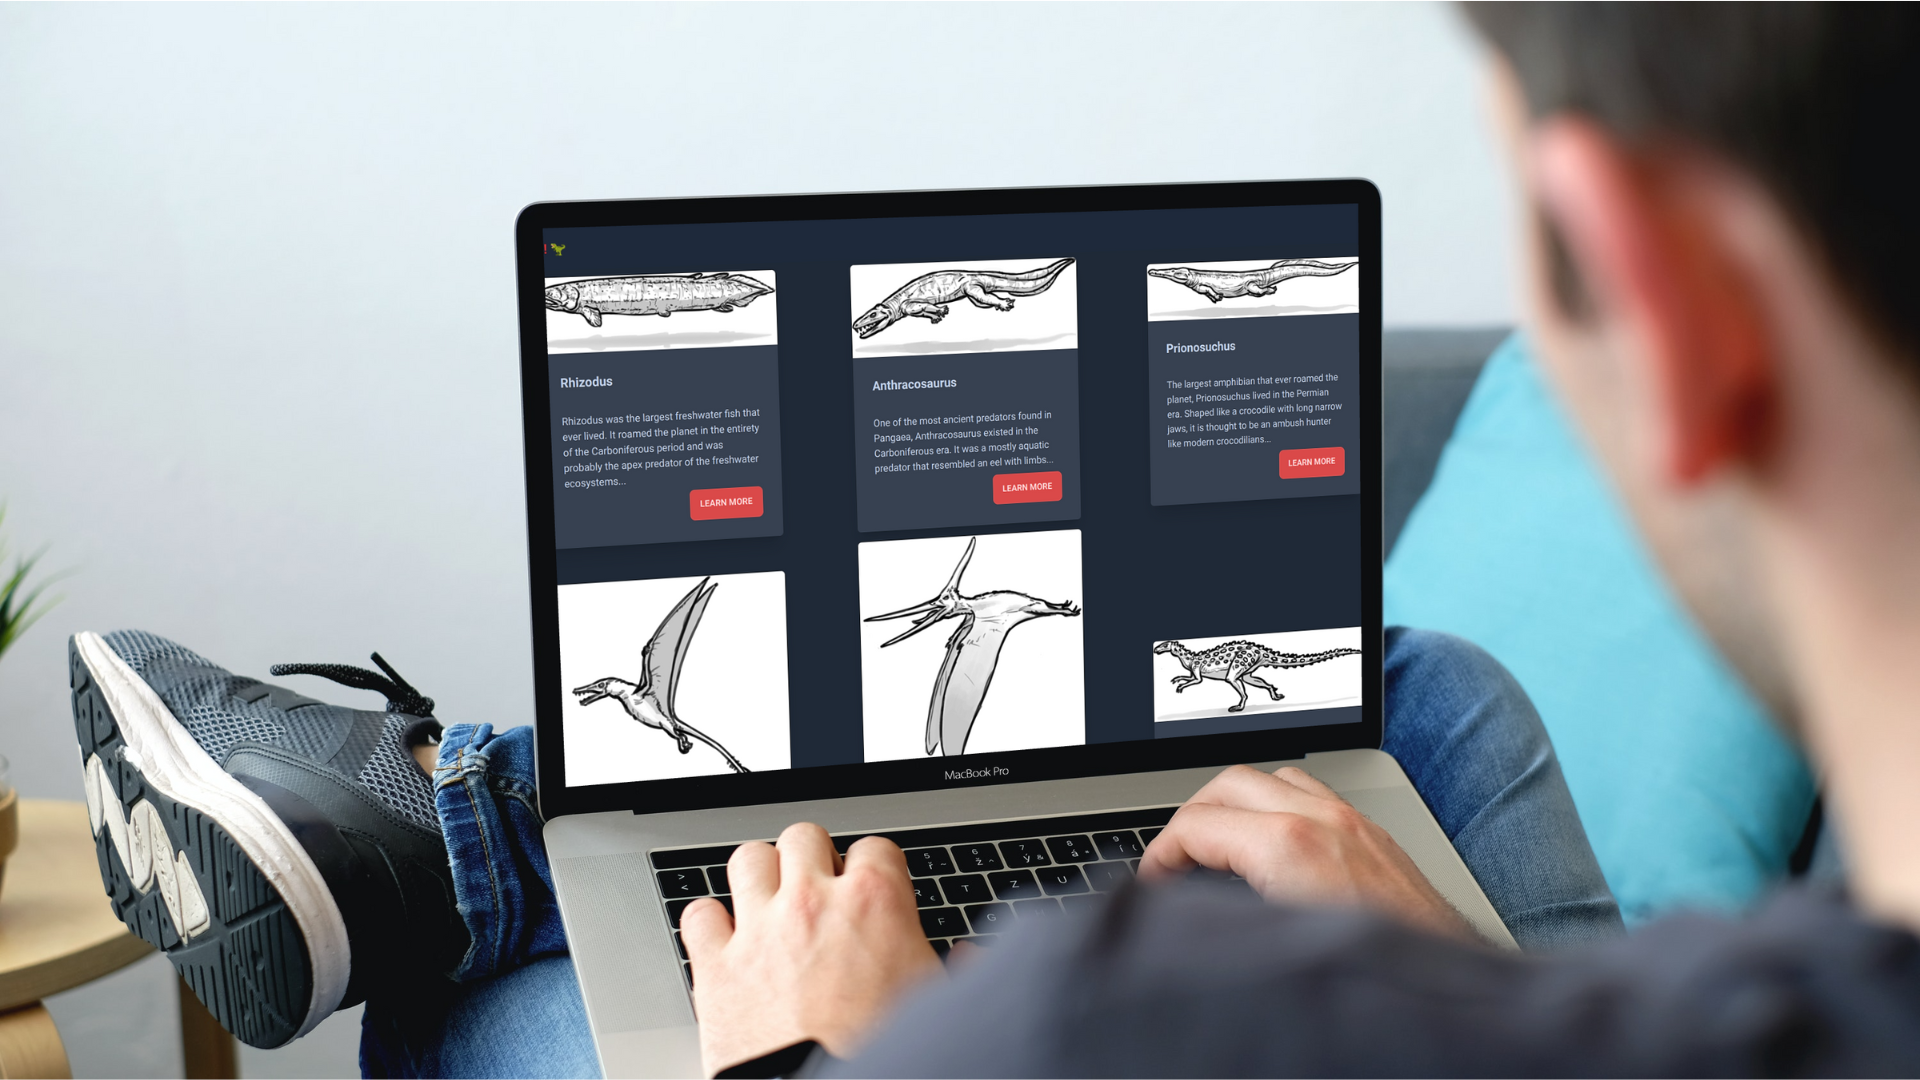 Rhizodus
Rhizodus was the largest freshwater fish that
ever lived. It roamed the planet in the entirety
of the Carboniferous period and was
probably the apex predator of the freshwater
ecosystems...
LEARN MORE
Anthracosaurus
One of the most ancient predators found in
Pangaea, Anthracosaurus existed in the
Carboniferous era. It was a mostly aquatic
predator that resembled an eel with limbs...
LEARN MORE
Prionosuchus
The largest amphibian that ever roamed the
planet, Prionosuchus lived in the Permian
era. Shaped like a crocodile with long narrow
jaws, it is thought to be an ambush hunter
like modern crocodilians...
LEARN MORE
MacBook Pro
5 6 7 8 9
ř ž ý & á í (
> <
R T Z U I
F G